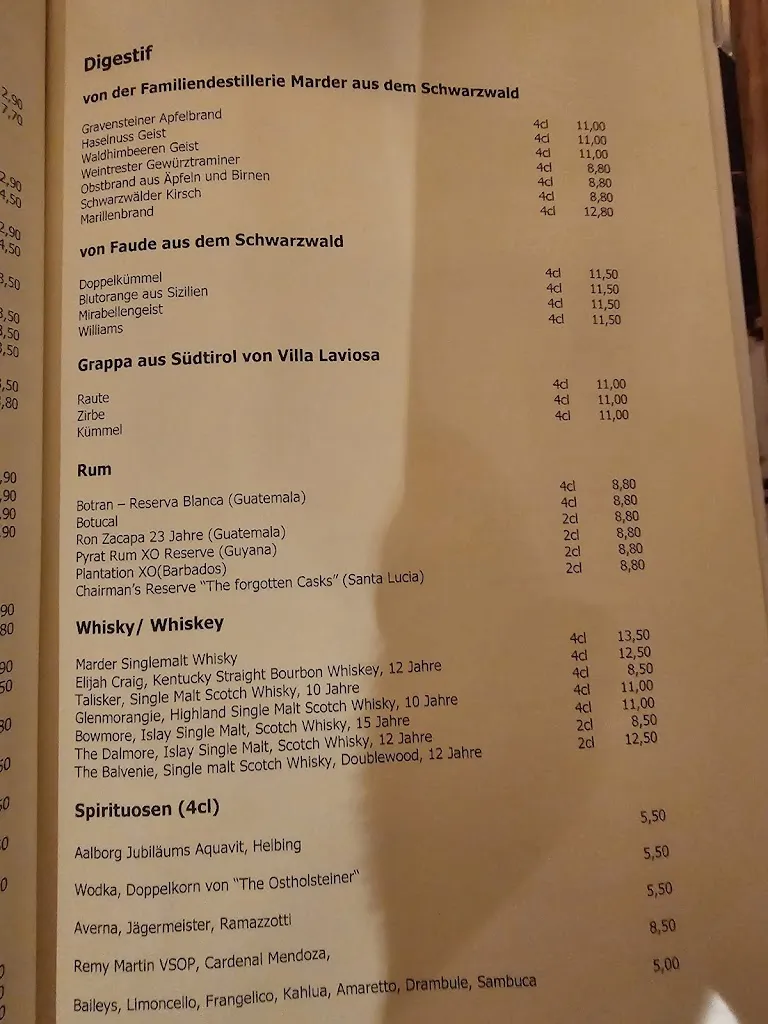 Digestif
von der Familiendestillerie Marder aus dem Schwarzwald
Gravensteiner Apfelbrand 4cl 11,00
Haselnuss Geist 4cl 11,00
Waldhimbeeren Geist 4cl 11,00
Weintrester Gewürztraminer 4cl 8,80
Obstbrand aus Äpfeln und Birnen 4cl 8,80
Schwarzwälder Kirsch 4cl 8,80
Marillenbrand 4cl 12,80
von Faude aus dem Schwarzwald
Doppelkümmel 4cl 11,50
Blutorange aus Sizilien 4cl 11,50
Mirabellengeist 4cl 11,50
Williams 4cl 11,50
Grappa aus Südtirol von Villa Laviosa
Raute 4cl 11,00
Zirbe 4cl 11,00
Kümmel 4cl 11,00
Rum
Botran – Reserva Blanca (Guatemala) 4cl 8,80
Botucal 4cl 8,80
Ron Zacapa 23 Jahre (Guatemala) 2cl 8,80
Pyrat Rum XO Reserve (Guyana) 2cl 8,80
Plantation XO(Barbados) 2cl 8,80
Chairman's Reserve "The forgotten Casks" (Santa Lucia) 2cl 8,80
Whisky/ Whiskey
Marder Singlemalt Whisky 4cl 13,50
Elijah Craig, Kentucky Straight Bourbon Whiskey, 12 Jahre 4cl 12,50
Talisker, Single Malt Scotch Whisky, 10 Jahre 4cl 8,50
Glenmorangie, Highland Single Malt Scotch Whisky, 10 Jahre 4cl 11,00
Bowmore, Islay Single Malt, Scotch Whisky, 15 Jahre 4cl 11,00
The Dalmore, Islay Single Malt, Scotch Whisky, 12 Jahre 2cl 8,50
The Balvenie, Single malt Scotch Whisky, Doublewood, 12 Jahre 2cl 12,50
Spirituosen (4cl)
Aalborg Jubiläums Aquavit, Helbing 5,50
Wodka, Doppelkorn von "The Ostholsteiner" 5,50
Averna, Jägermeister, Ramazzotti 5,50
Remy Martin VSOP, Cardenal Mendoza, 8,50
Baileys, Limoncello, Frangelico, Kahlua, Amaretto, Drambule, Sambuca 5,00